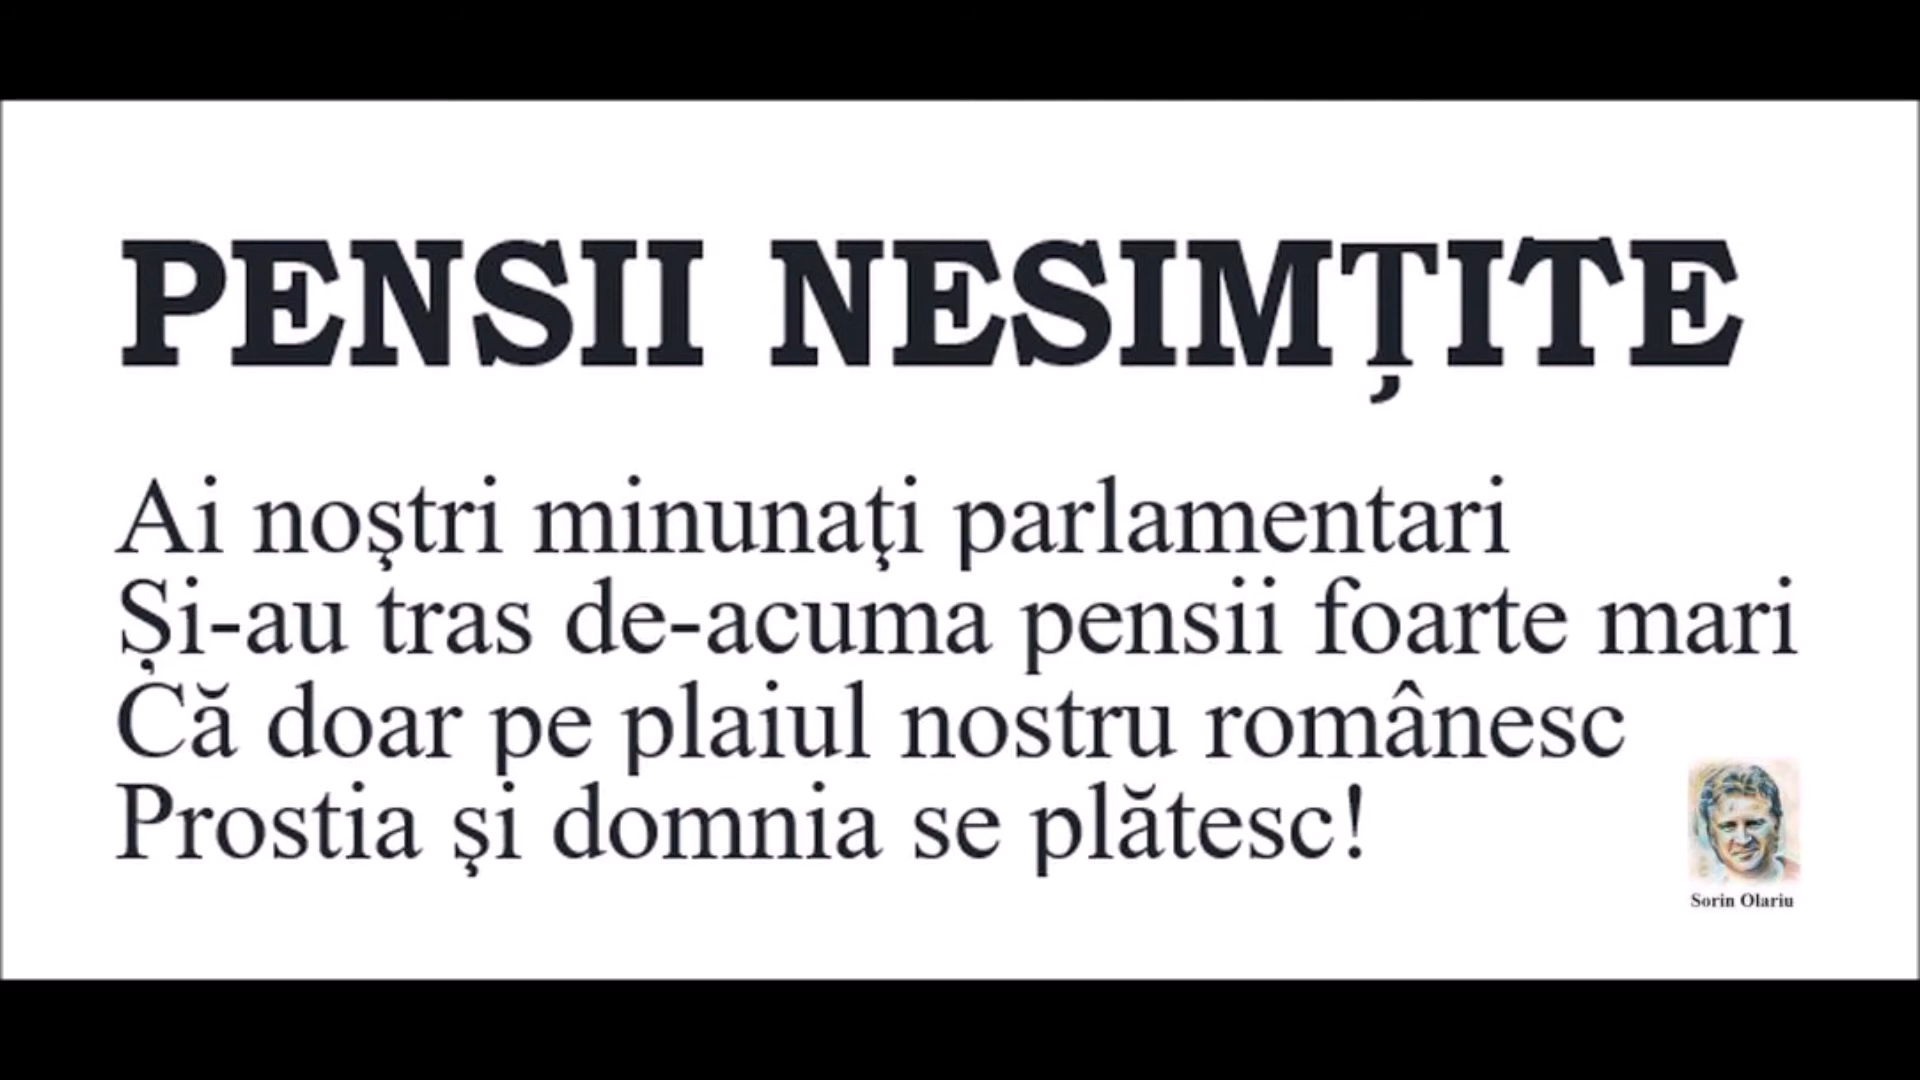 PENSII NESIMȚITE
Ai noştri minunaţi parlamentari
Și-au tras de-acuma pensii foarte mari
Că doar pe plaiul nostru românesc
Prostia şi domnia se plătesc!
Sorin Olariu